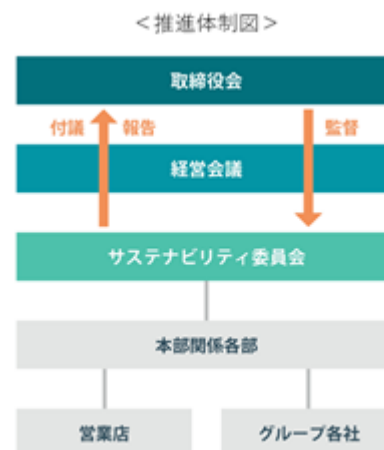 ＜推進体制図＞
取締役会
付議 報告 監督
経営会議
サステナビリティ委員会
本部関係各部
営業店 グループ各社